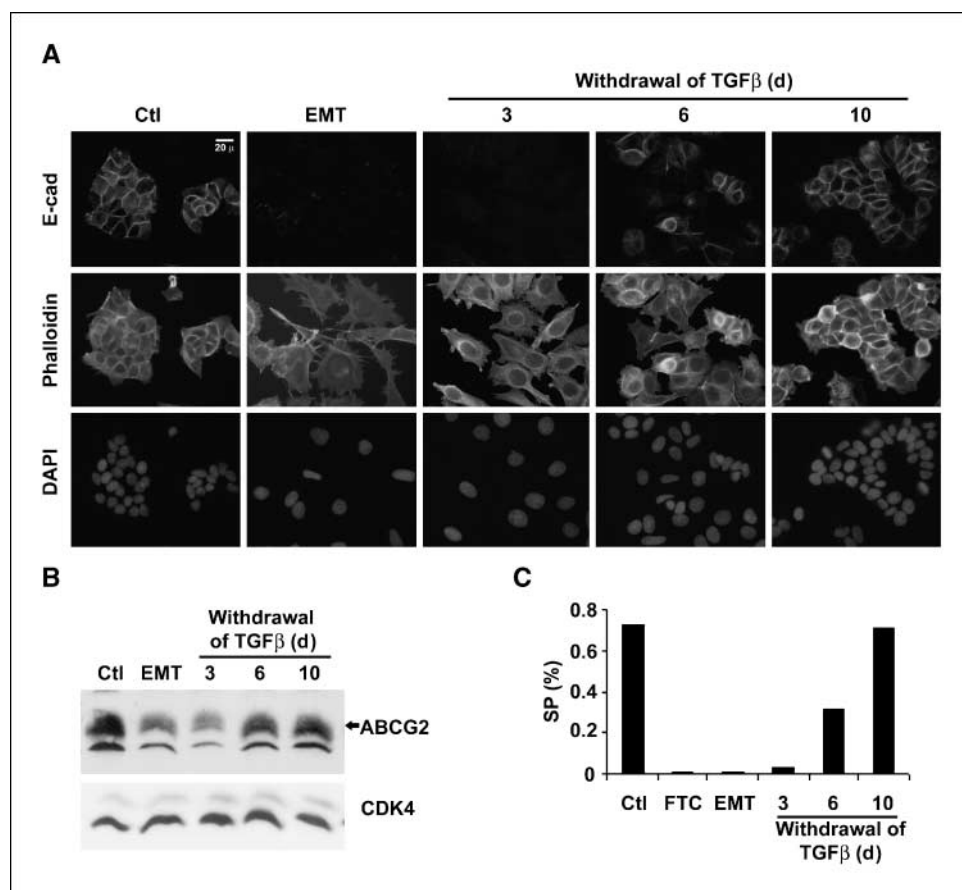 A
Withdrawal of TGFβ (d)
Ctl EMT 3 6 10
20 μ
E-cad
Phalloidin
DAPI
B
Withdrawal
of TGFβ (d)
Ctl EMT 3 6 10
ABCG2
CDK4
C
SP (%)
0.8
0.6
0.4
0.2
0
Ctl FTC EMT 3 6 10
Withdrawal of
TGFβ (d)